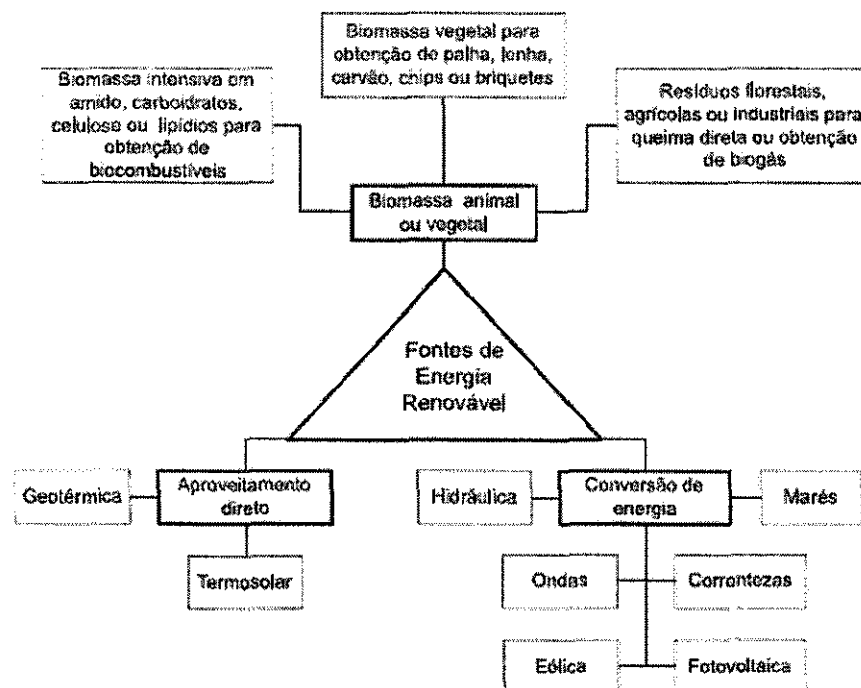 Biomassa vegetal para
obtenção de palha, lenha,
carvão, chips ou briquetes
Biomassa intensiva em
amido, carboidratos,
celulose ou lipídios para
obtenção de
biocombustíveis
Resíduos florestais,
agrícolas ou industriais para
queima direta ou obtenção
de biogás
Biomassa animal
ou vegetal
Fontes de
Energia
Renovável
Geotérmica
Aproveitamento
direto
Hidráulica
Conversão de
energia
Marés
Termosolar
Ondas
Correntezas
Eólica
Fotovoltaica